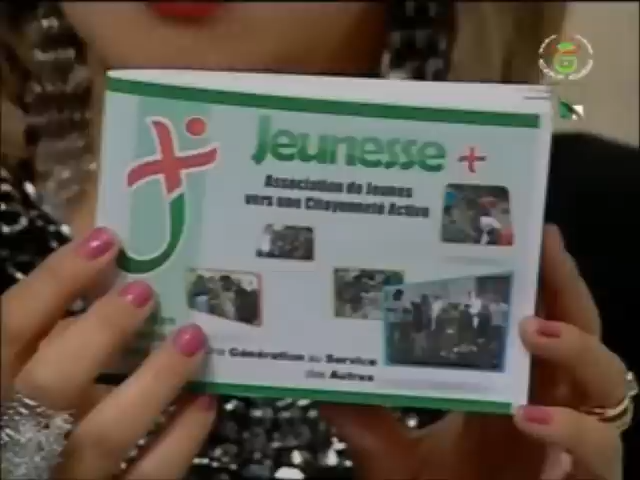 Jeunesse +
Association de Jeunes
vers une Citoyenneté Active
Génération au Service
des Autres